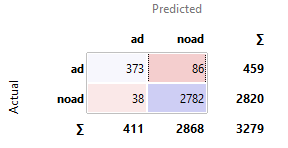 Predicted
ad noad Σ
ad 373 86 459
Actual
noad 38 2782 2820
Σ 411 2868 3279